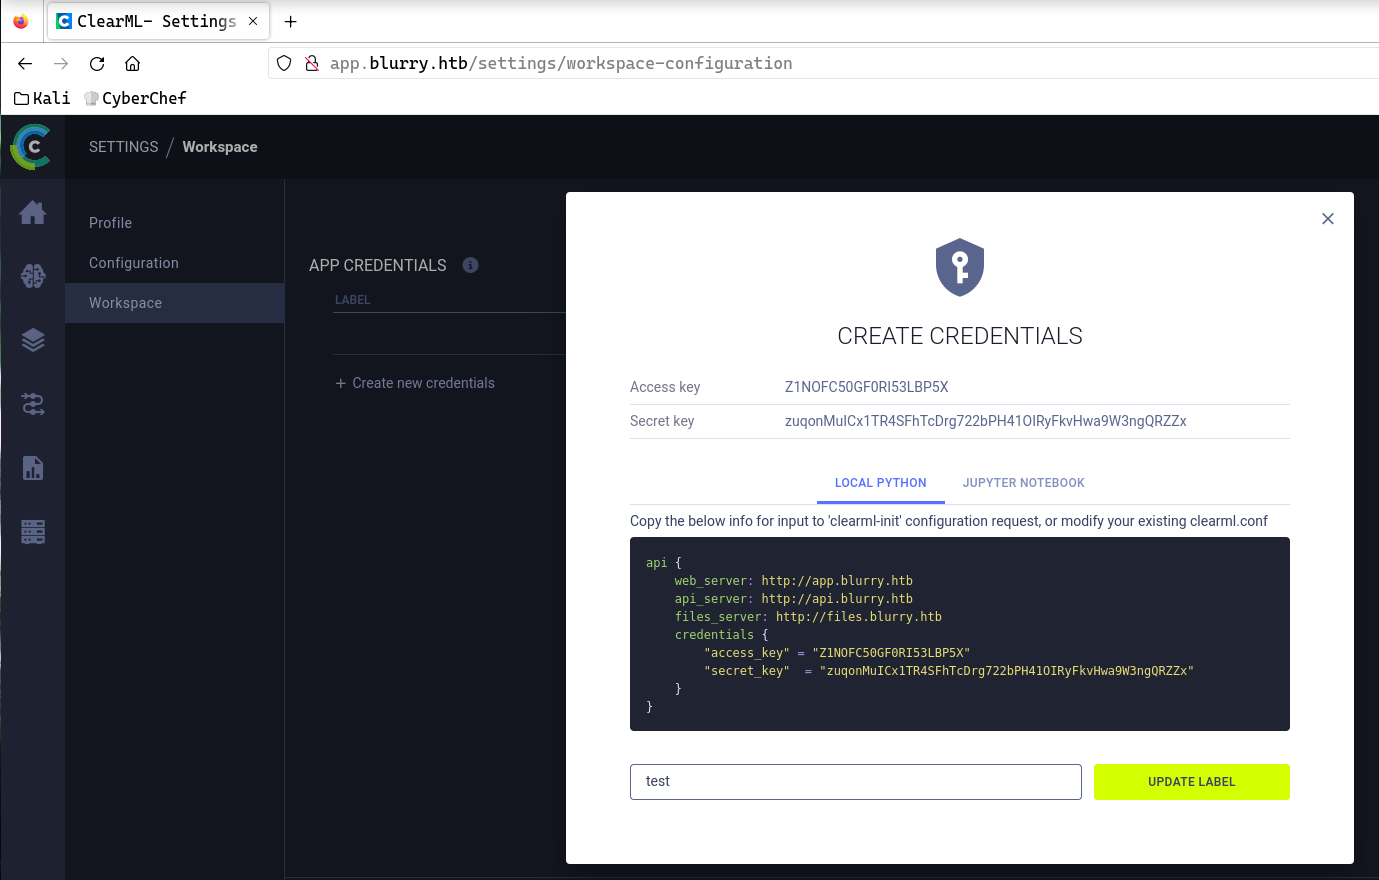 ClearML- Settings
app.blurry.htb/settings/workspace-configuration
Kali CyberChef
SETTINGS / Workspace
Profile
Configuration
Workspace
APP CREDENTIALS
LABEL
+ Create new credentials
CREATE CREDENTIALS
Access key Z1NOFC50GF0RI53LBP5X
Secret key zuqonMuICx1TR4SFhTcDrg722bPH41OIRyFkvHwa9W3ngQRZZx
LOCAL PYTHON JUPYTER NOTEBOOK
Copy the below info for input to 'clearml-init' configuration request, or modify your existing clearml.conf
api {
web_server: http://app.blurry.htb
api_server: http://api.blurry.htb
files_server: http://files.blurry.htb
credentials {
"access_key" = "Z1NOFC50GF0RI53LBP5X"
"secret_key" = "zuqonMuICx1TR4SFhTcDrg722bPH41OIRyFkvHwa9W3ngQRZZx"
}
}
test
UPDATE LABEL